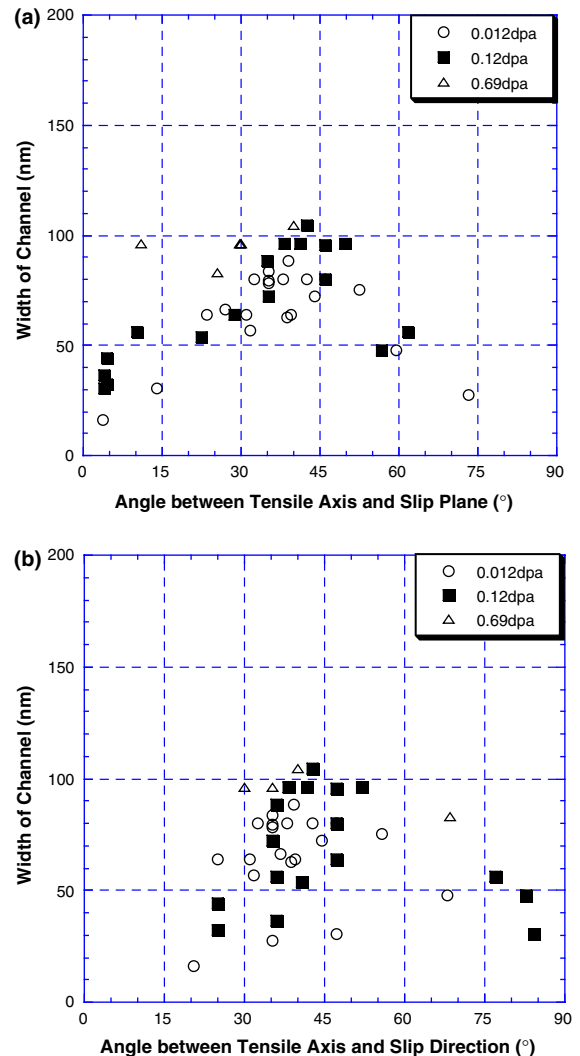 (a)
200
150
100
50
0
Width of Channel (nm)
0.012dpa
0.12dpa
0.69dpa
0 15 30 45 60 75 90
Angle between Tensile Axis and Slip Plane (°)
(b)
200
150
100
50
0
Width of Channel (nm)
0.012dpa
0.12dpa
0.69dpa
0 15 30 45 60 75 90
Angle between Tensile Axis and Slip Direction (°)